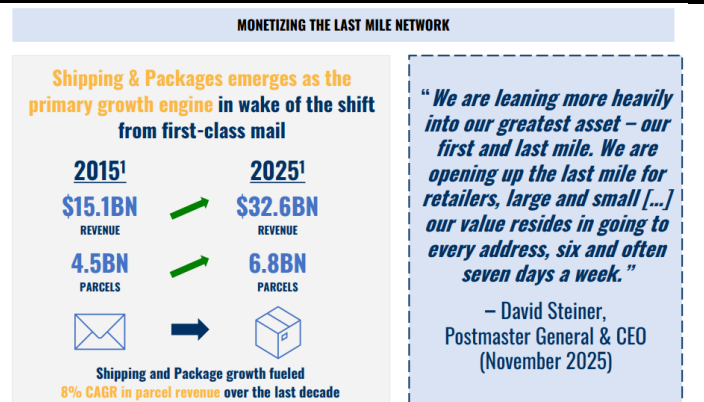 MONETIZING THE LAST MILE NETWORK
Shipping & Packages emerges as the
primary growth engine in wake of the shift
from first-class mail
2015¹ 2025¹
$15.1BN $32.6BN
REVENUE REVENUE
4.5BN 6.8BN
PARCELS PARCELS
Shipping and Package growth fueled
8% CAGR in parcel revenue over the last decade
“We are leaning more heavily
into our greatest asset – our
first and last mile. We are
opening up the last mile for
retailers, large and small [...]
our value resides in going to
every address, six and often
seven days a week.”
– David Steiner,
Postmaster General & CEO
(November 2025)